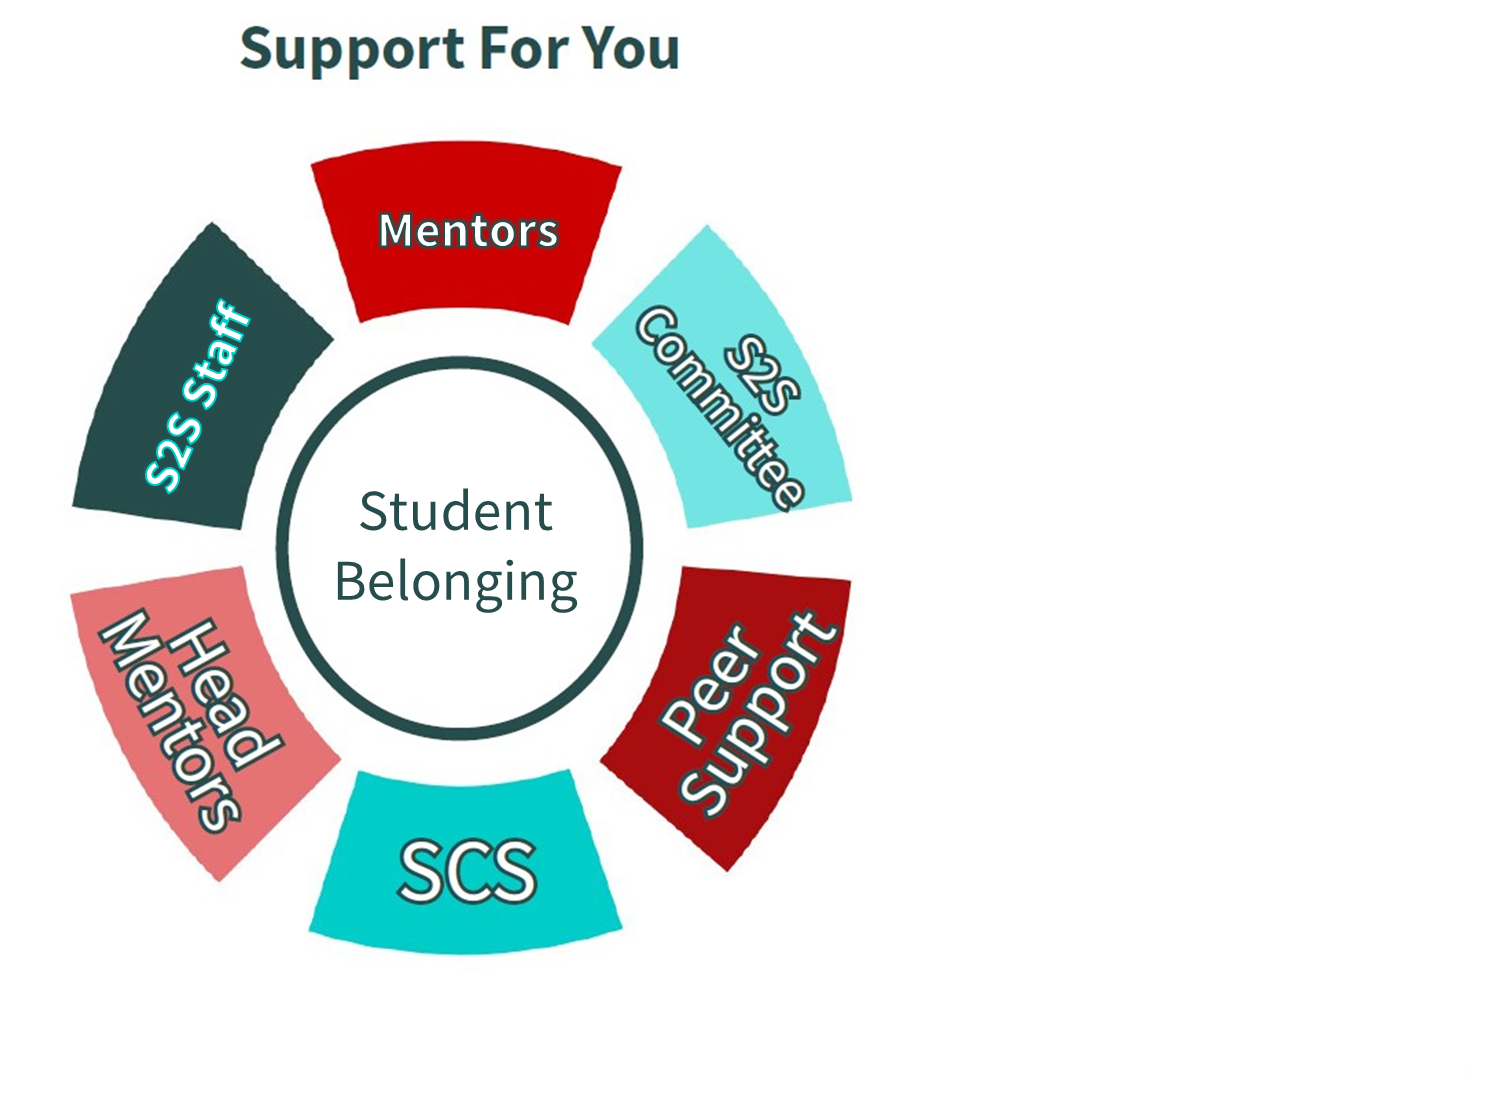 Support For You
Mentors
S2S
Committee
Peer
Support
SCS
Head
Mentors
S2S Staff
Student
Belonging